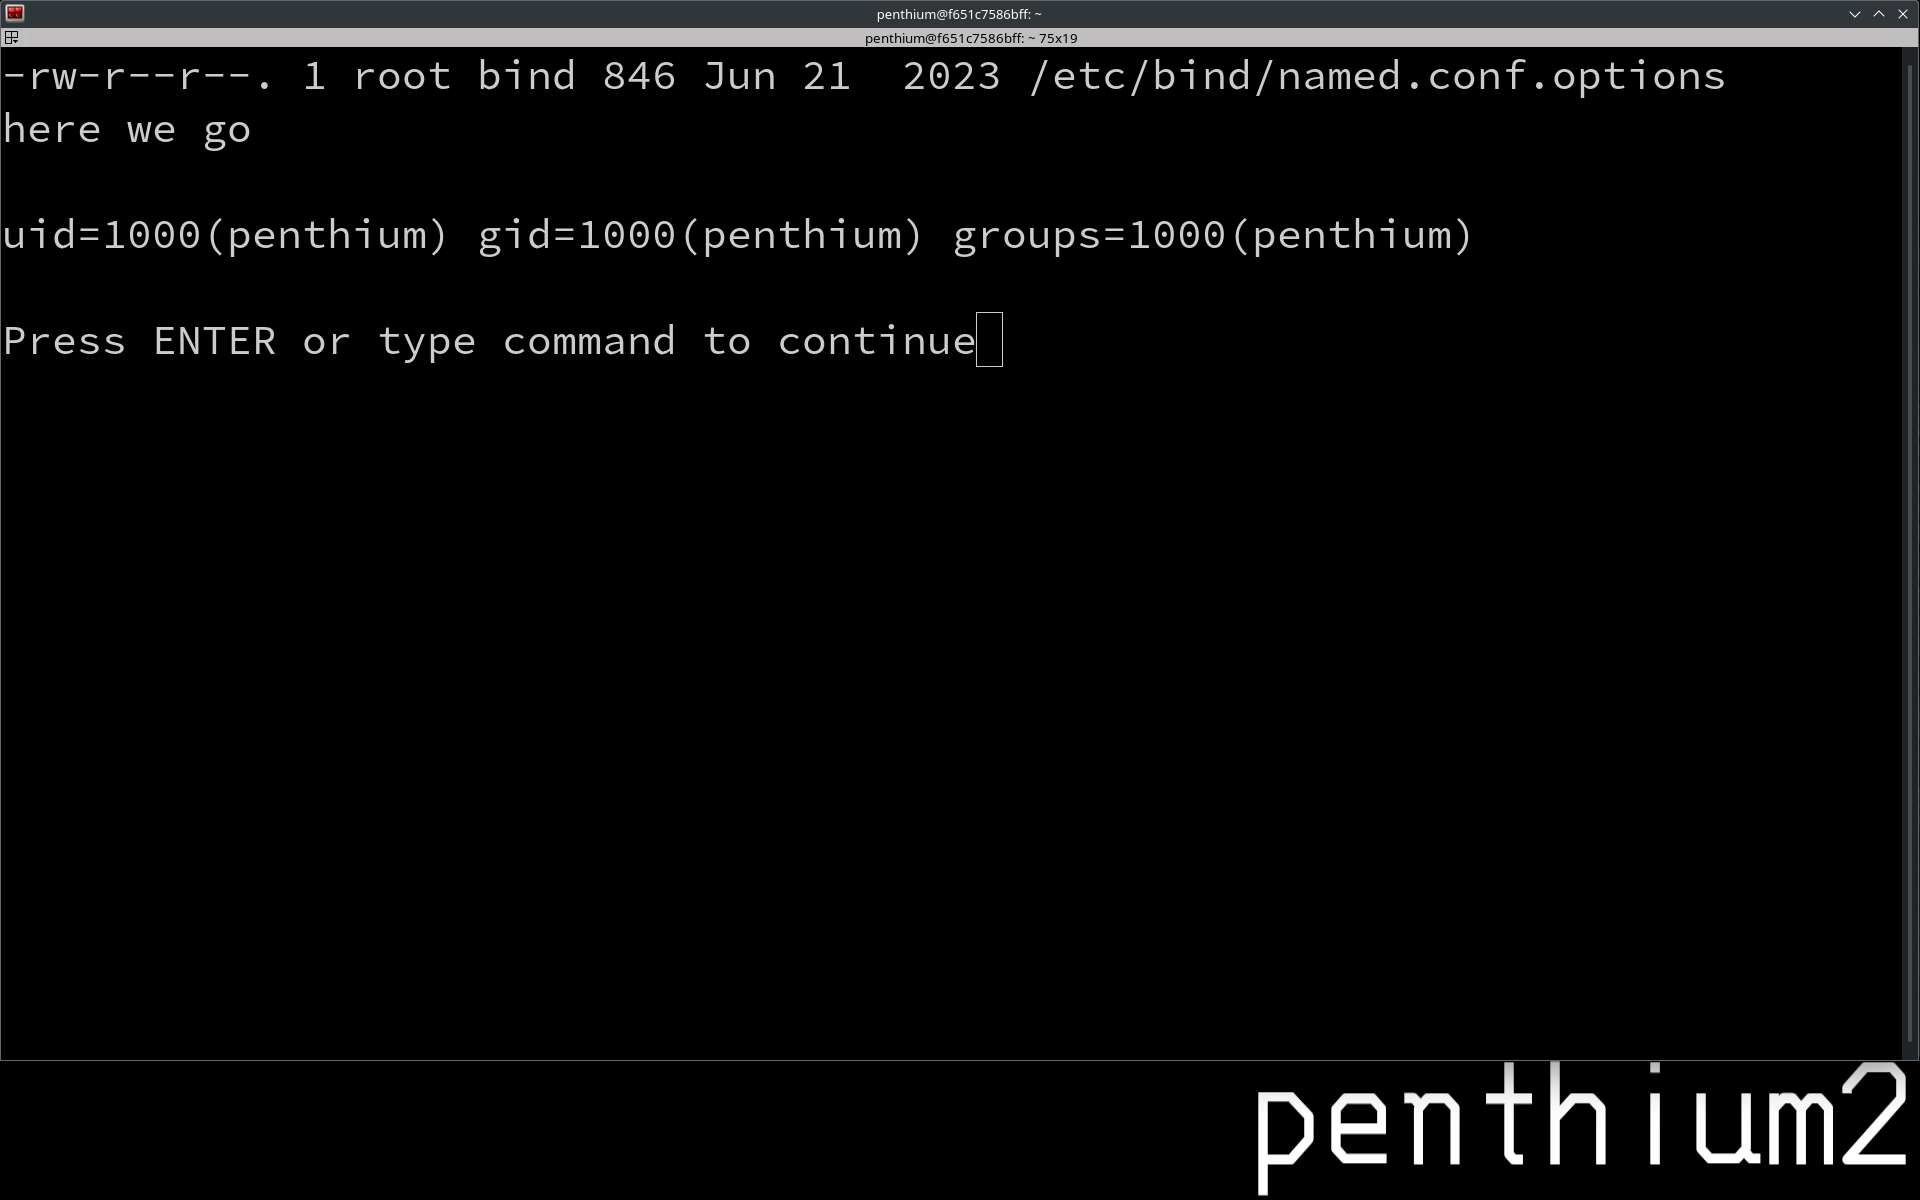 penthium@f651c7586bff: ~
penthium@f651c7586bff: ~ 75x19
-rw-r--r--. 1 root bind 846 Jun 21  2023 /etc/bind/named.conf.options
here we go
uid=1000(penthium) gid=1000(penthium) groups=1000(penthium)
Press ENTER or type command to continue
penthium2